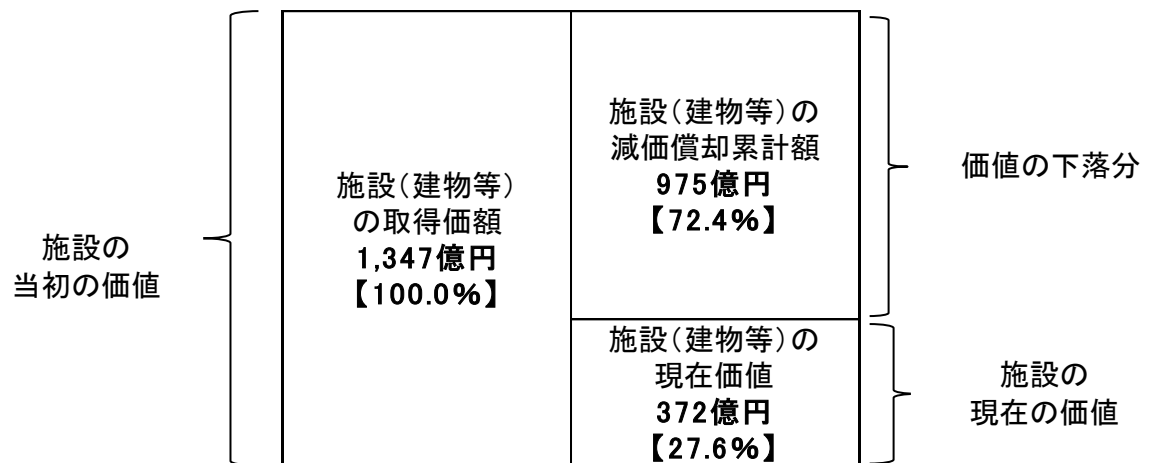 施設の
当初の価値
施設(建物等)
の取得価額
1,347億円
【100.0%】
施設(建物等)の
減価償却累計額
975億円
【72.4%】
価値の下落分
施設(建物等)の
現在価値
372億円
【27.6%】
施設の
現在の価値